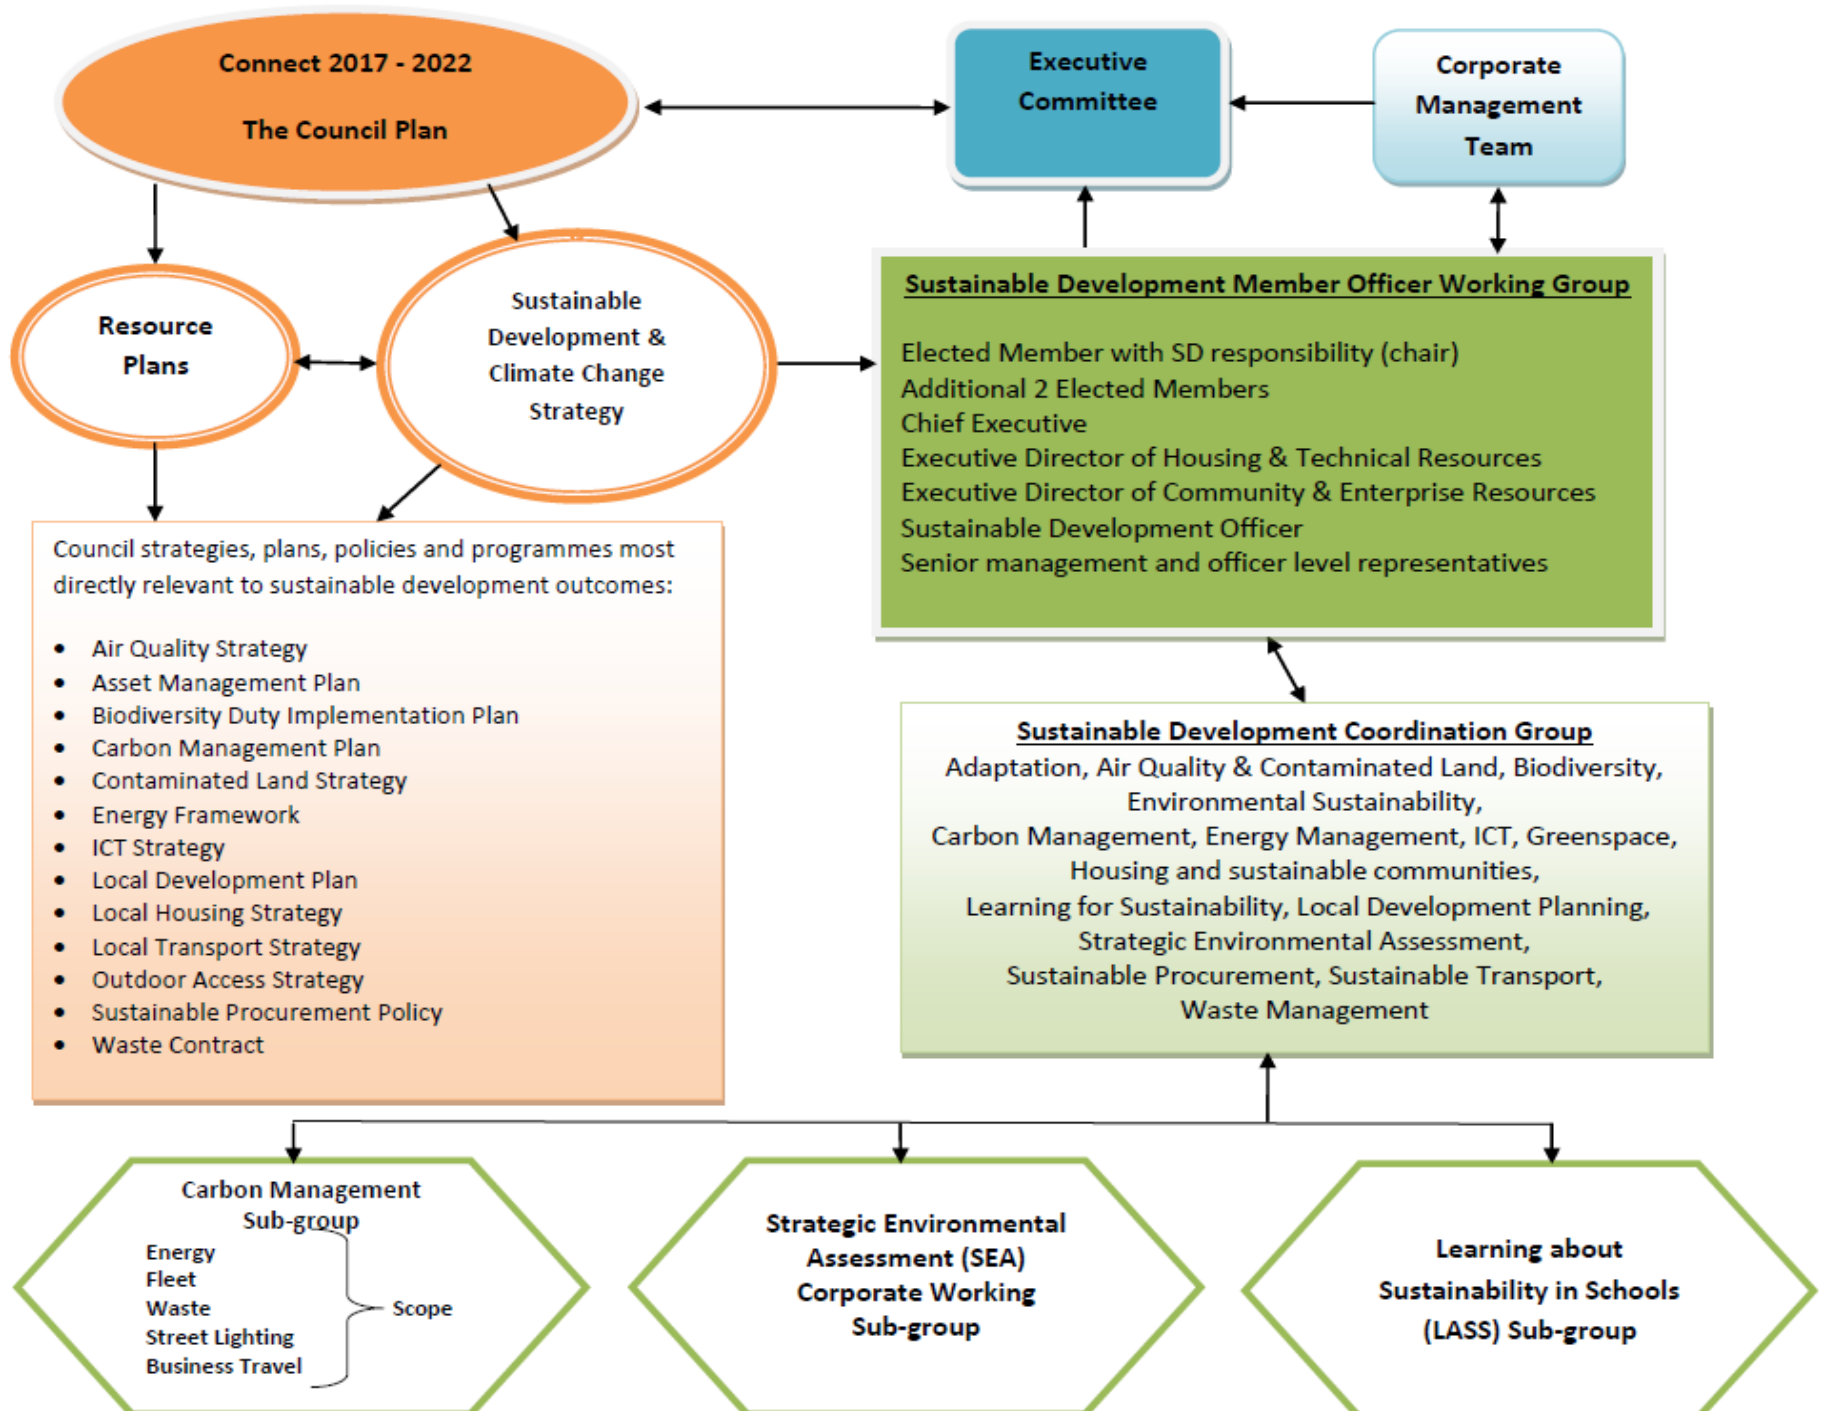 Connect 2017 - 2022
The Council Plan
Executive
Committee
Corporate
Management
Team
Resource
Plans
Sustainable
Development &
Climate Change
Strategy
Sustainable Development Member Officer Working Group
Elected Member with SD responsibility (chair)
Additional 2 Elected Members
Chief Executive
Executive Director of Housing & Technical Resources
Executive Director of Community & Enterprise Resources
Sustainable Development Officer
Senior management and officer level representatives
Council strategies, plans, policies and programmes most
directly relevant to sustainable development outcomes:
• Air Quality Strategy
• Asset Management Plan
• Biodiversity Duty Implementation Plan
• Carbon Management Plan
• Contaminated Land Strategy
• Energy Framework
• ICT Strategy
• Local Development Plan
• Local Housing Strategy
• Local Transport Strategy
• Outdoor Access Strategy
• Sustainable Procurement Policy
• Waste Contract
Sustainable Development Coordination Group
Adaptation, Air Quality & Contaminated Land, Biodiversity,
Environmental Sustainability,
Carbon Management, Energy Management, ICT, Greenspace,
Housing and sustainable communities,
Learning for Sustainability, Local Development Planning,
Strategic Environmental Assessment,
Sustainable Procurement, Sustainable Transport,
Waste Management
Carbon Management
Sub-group
Energy
Fleet
Waste
Street Lighting
Business Travel
Scope
Strategic Environmental
Assessment (SEA)
Corporate Working
Sub-group
Learning about
Sustainability in Schools
(LASS) Sub-group